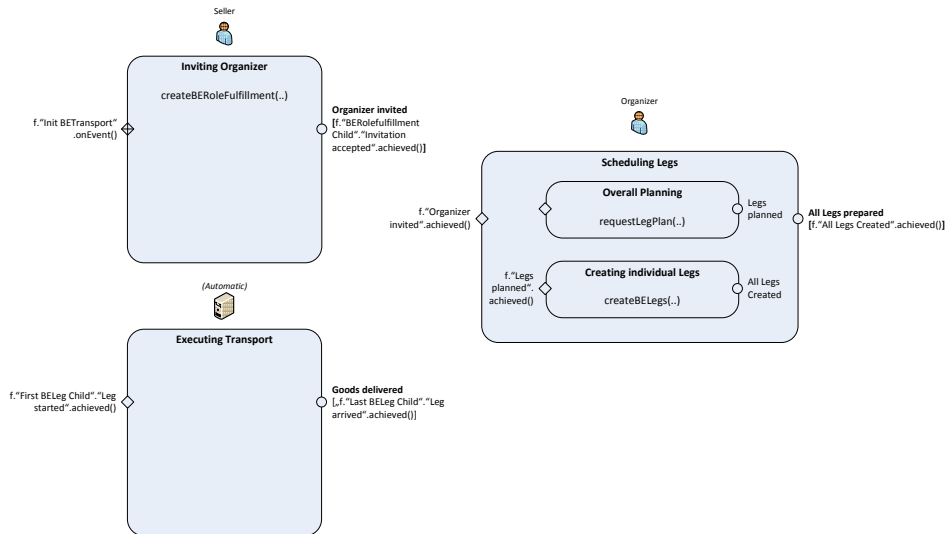 Seller
Inviting Organizer
createBERoleFulfillment(..)
f.“Init BETransport“
.onEvent()
Organizer invited
[f.“BERolefulfillment
Child“.“Invitation
accepted“.achieved()]
Organizer
Scheduling Legs
f.“Organizer
invited“.achieved()
Overall Planning
requestLegPlan(..)
Legs
planned
All Legs prepared
[f.“All Legs Created“.achieved()]
f.“Legs
planned“.
achieved()
Creating individual Legs
createBELegs(..)
All Legs
Created
(Automatic)
Executing Transport
f.“First BELeg Child“.“Leg
started“.achieved()
Goods delivered
[„f.“Last BELeg Child“.“Leg
arrived“.achieved()]